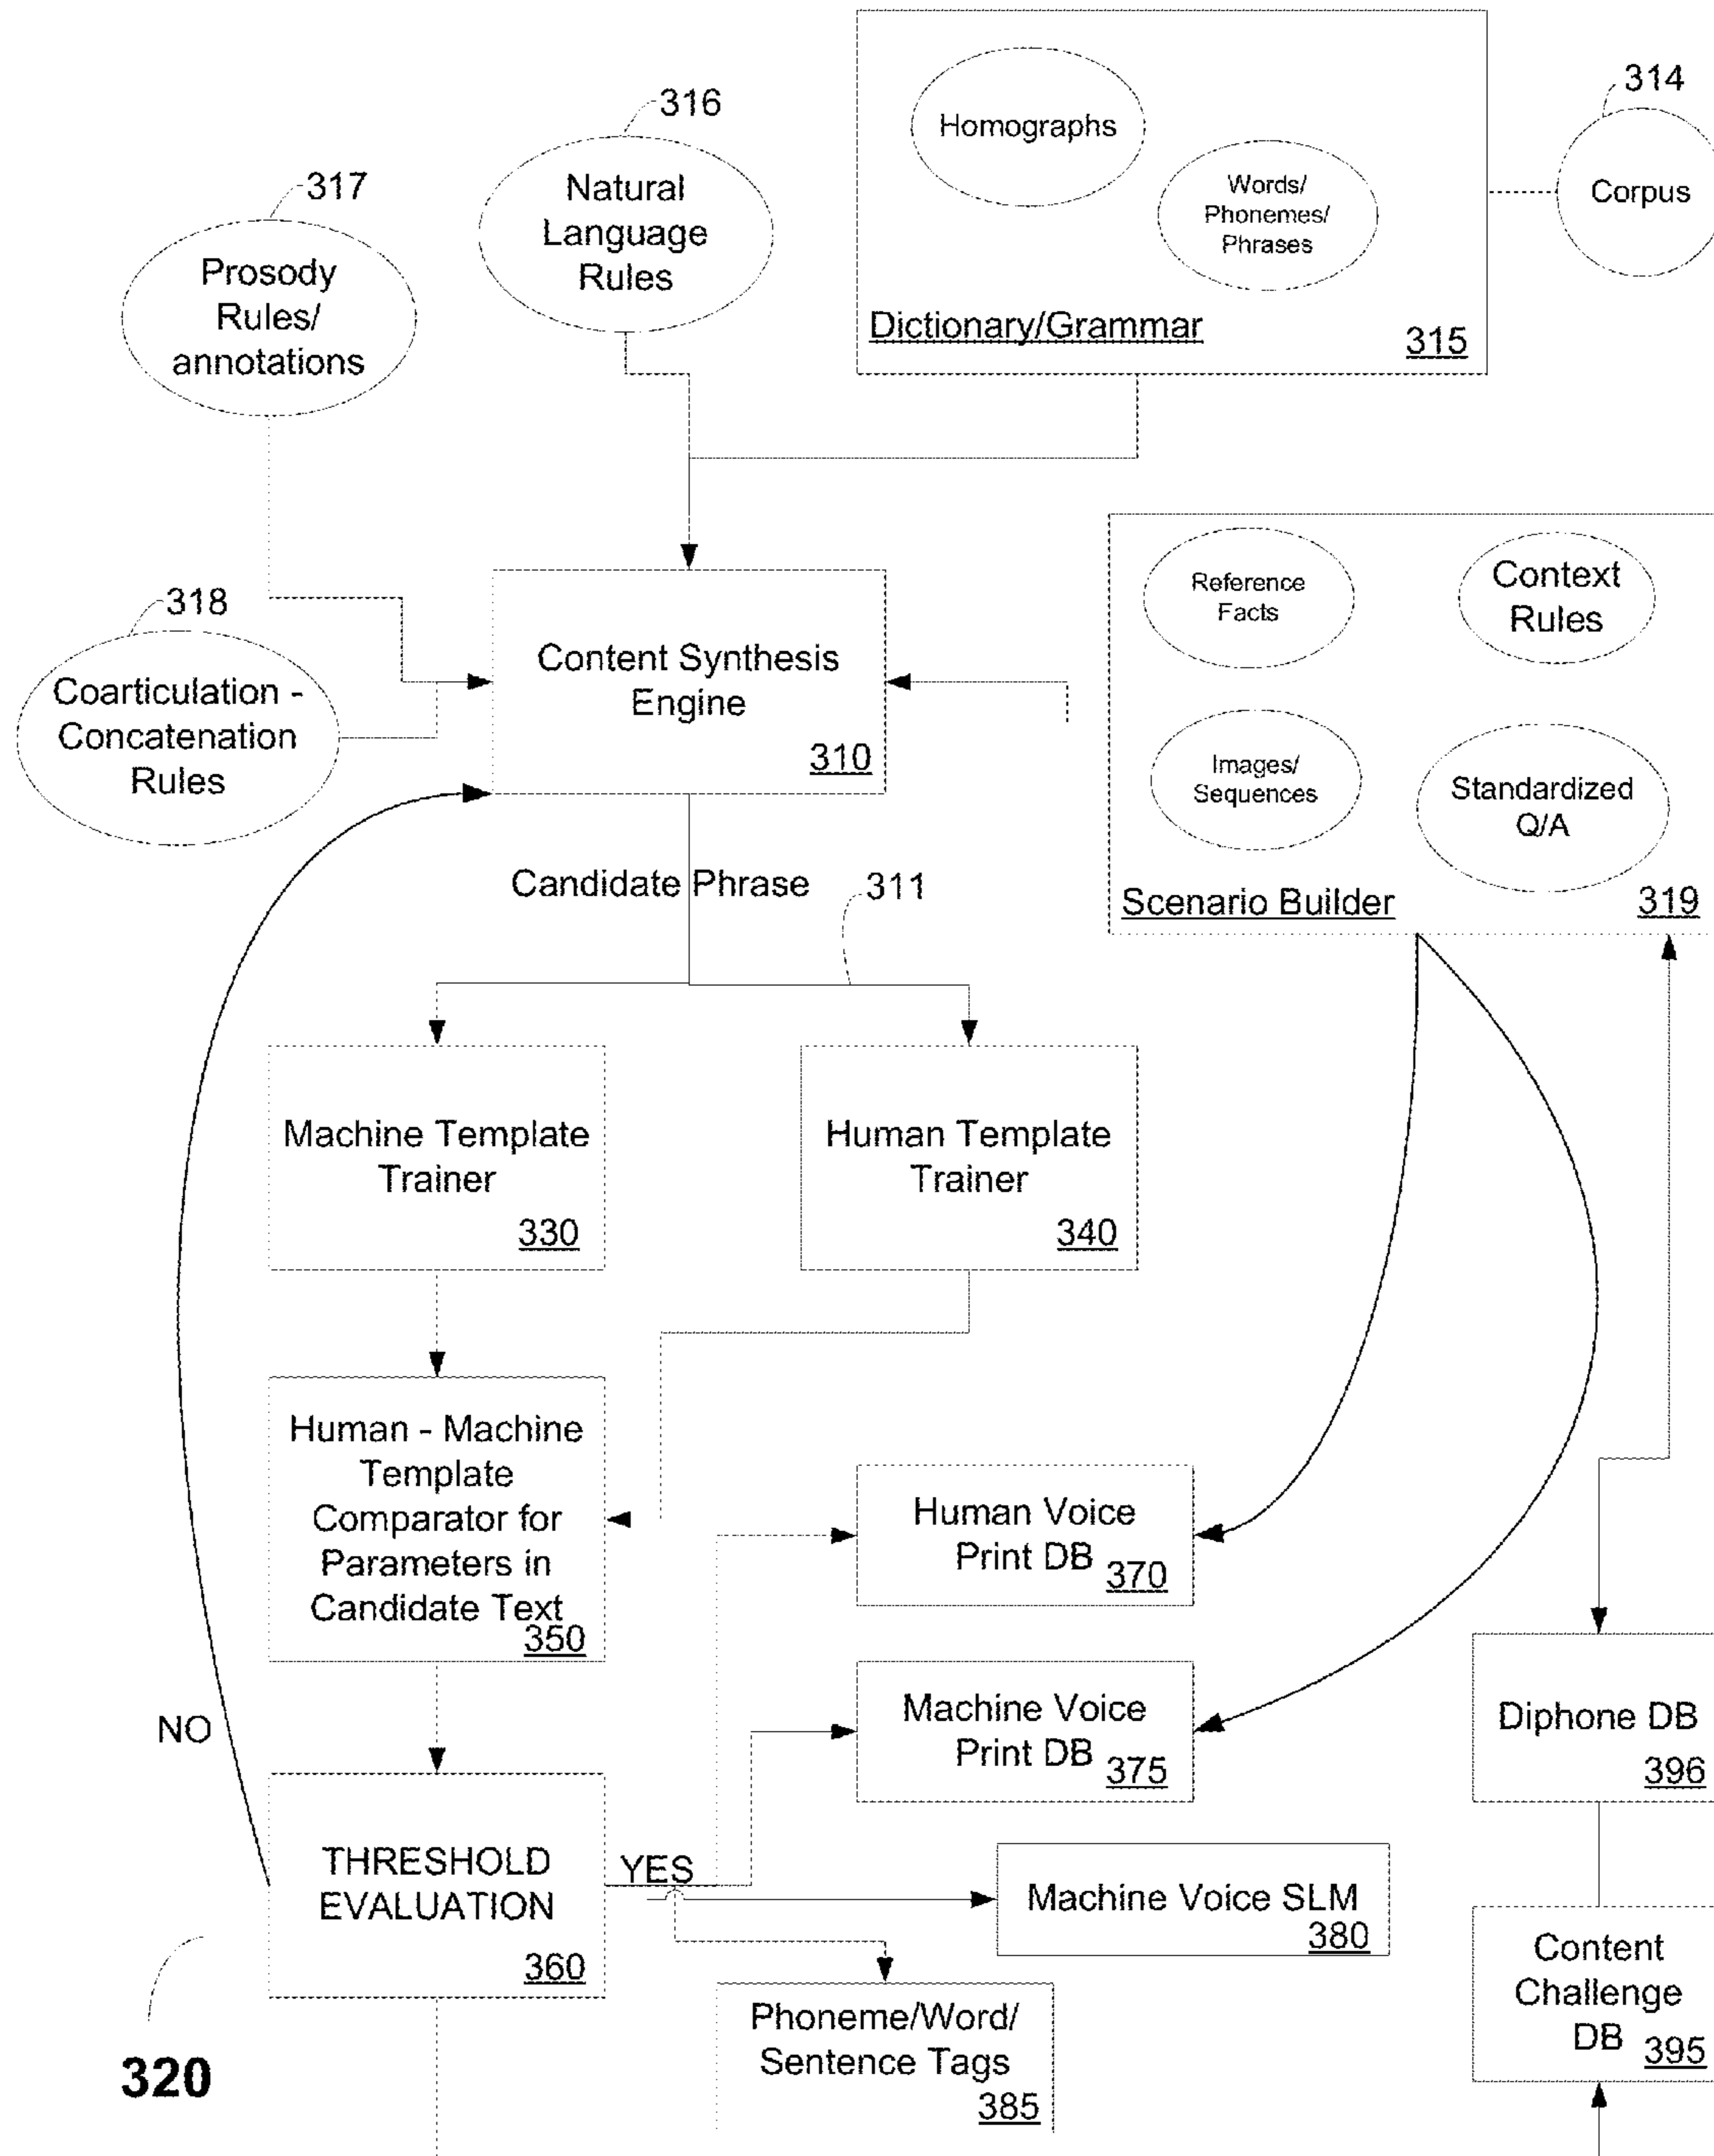 314
316
Homographs
317
Natural
Language
Rules
Words/
Phonemes/
Phrases
Corpus
Prosody
Rules/
annotations
Dictionary/Grammar
315
318
Coarticulation -
Concatenation
Rules
Content Synthesis
Engine
310
Reference
Facts
Context
Rules
Images/
Sequences
Standardized
Q/A
Scenario Builder
319
Candidate Phrase
311
Machine Template
Trainer
330
Human Template
Trainer
340
Human - Machine
Template
Comparator for
Parameters in
Candidate Text
350
Human Voice
Print DB
370
Machine Voice
Print DB
375
Diphone DB
396
NO
THRESHOLD
EVALUATION
360
YES
Machine Voice SLM
380
Content
Challenge
DB
395
Phoneme/Word/
Sentence Tags
385
320